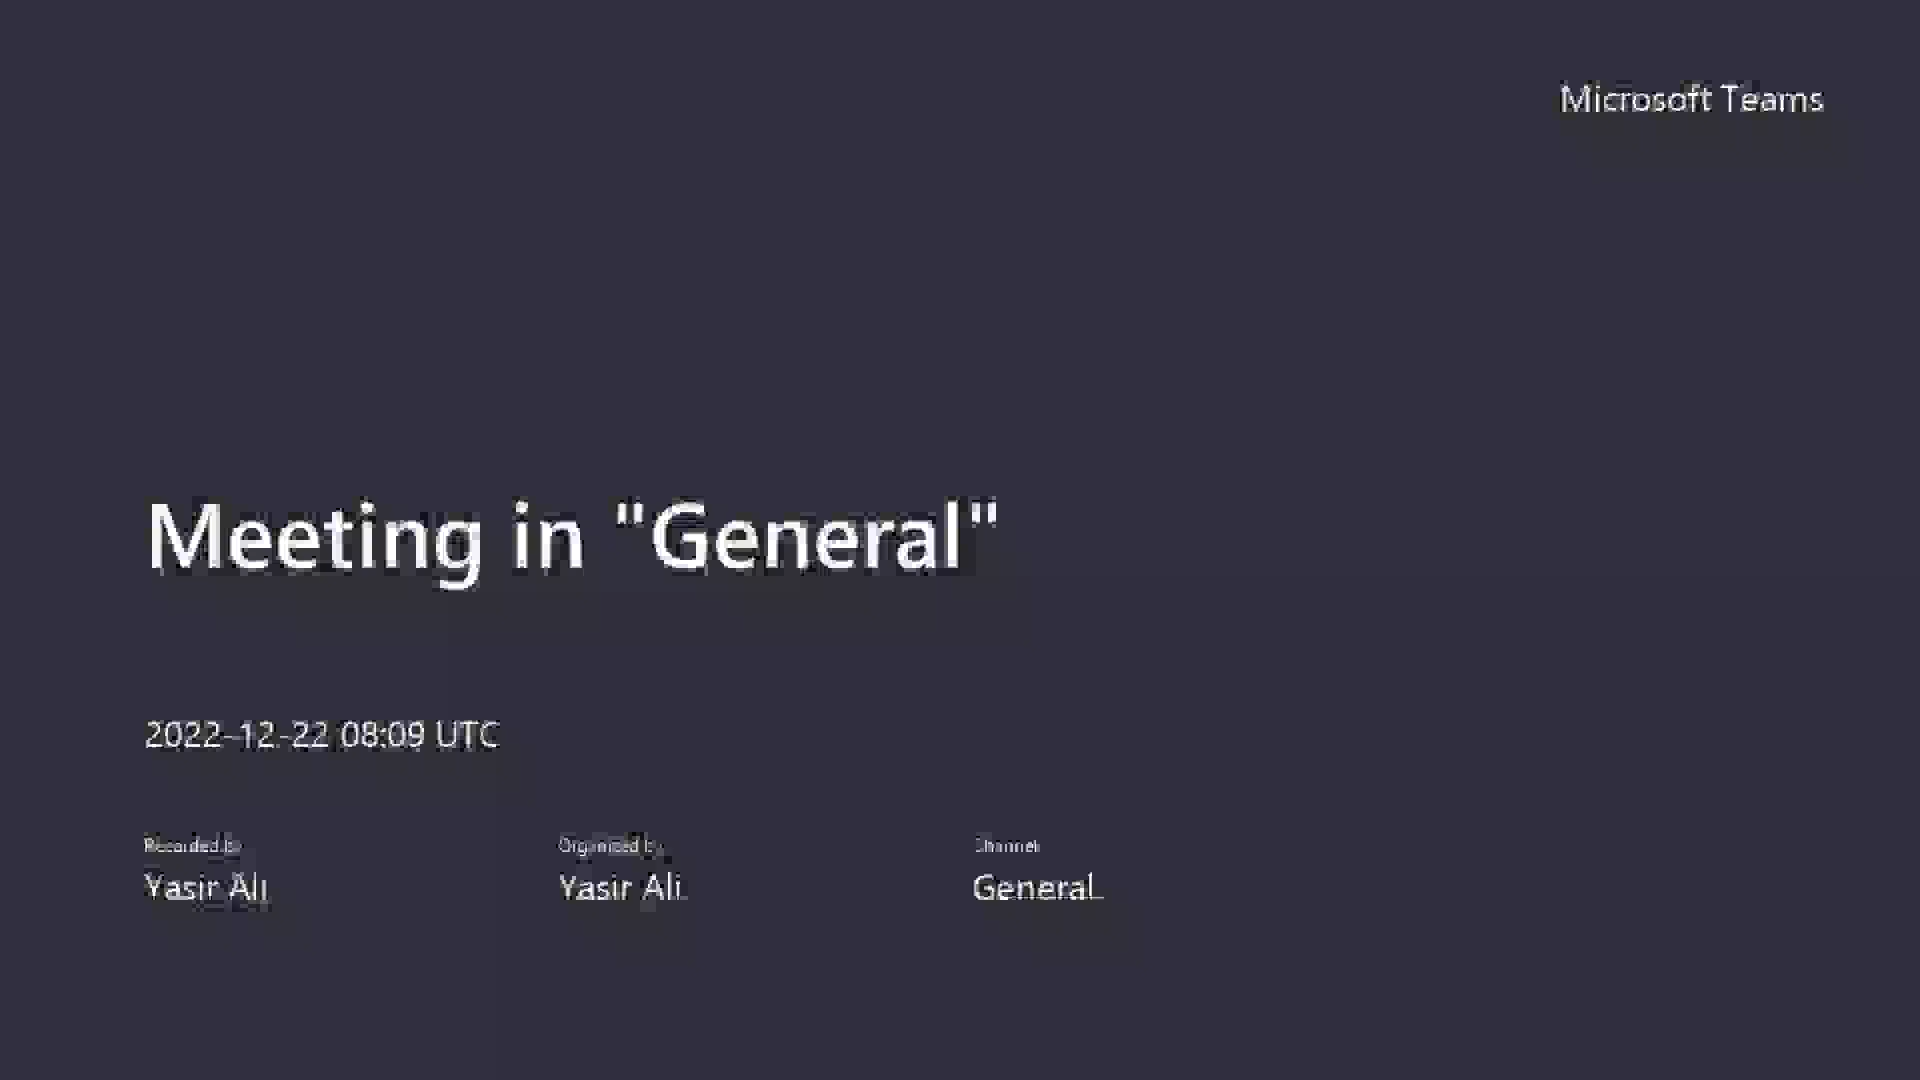 Microsoft Teams
Meeting in "General"
2022-12-22 08:09 UTC
Recorded by
Organized by
Channel
Yasir Ali
Yasir Ali
General